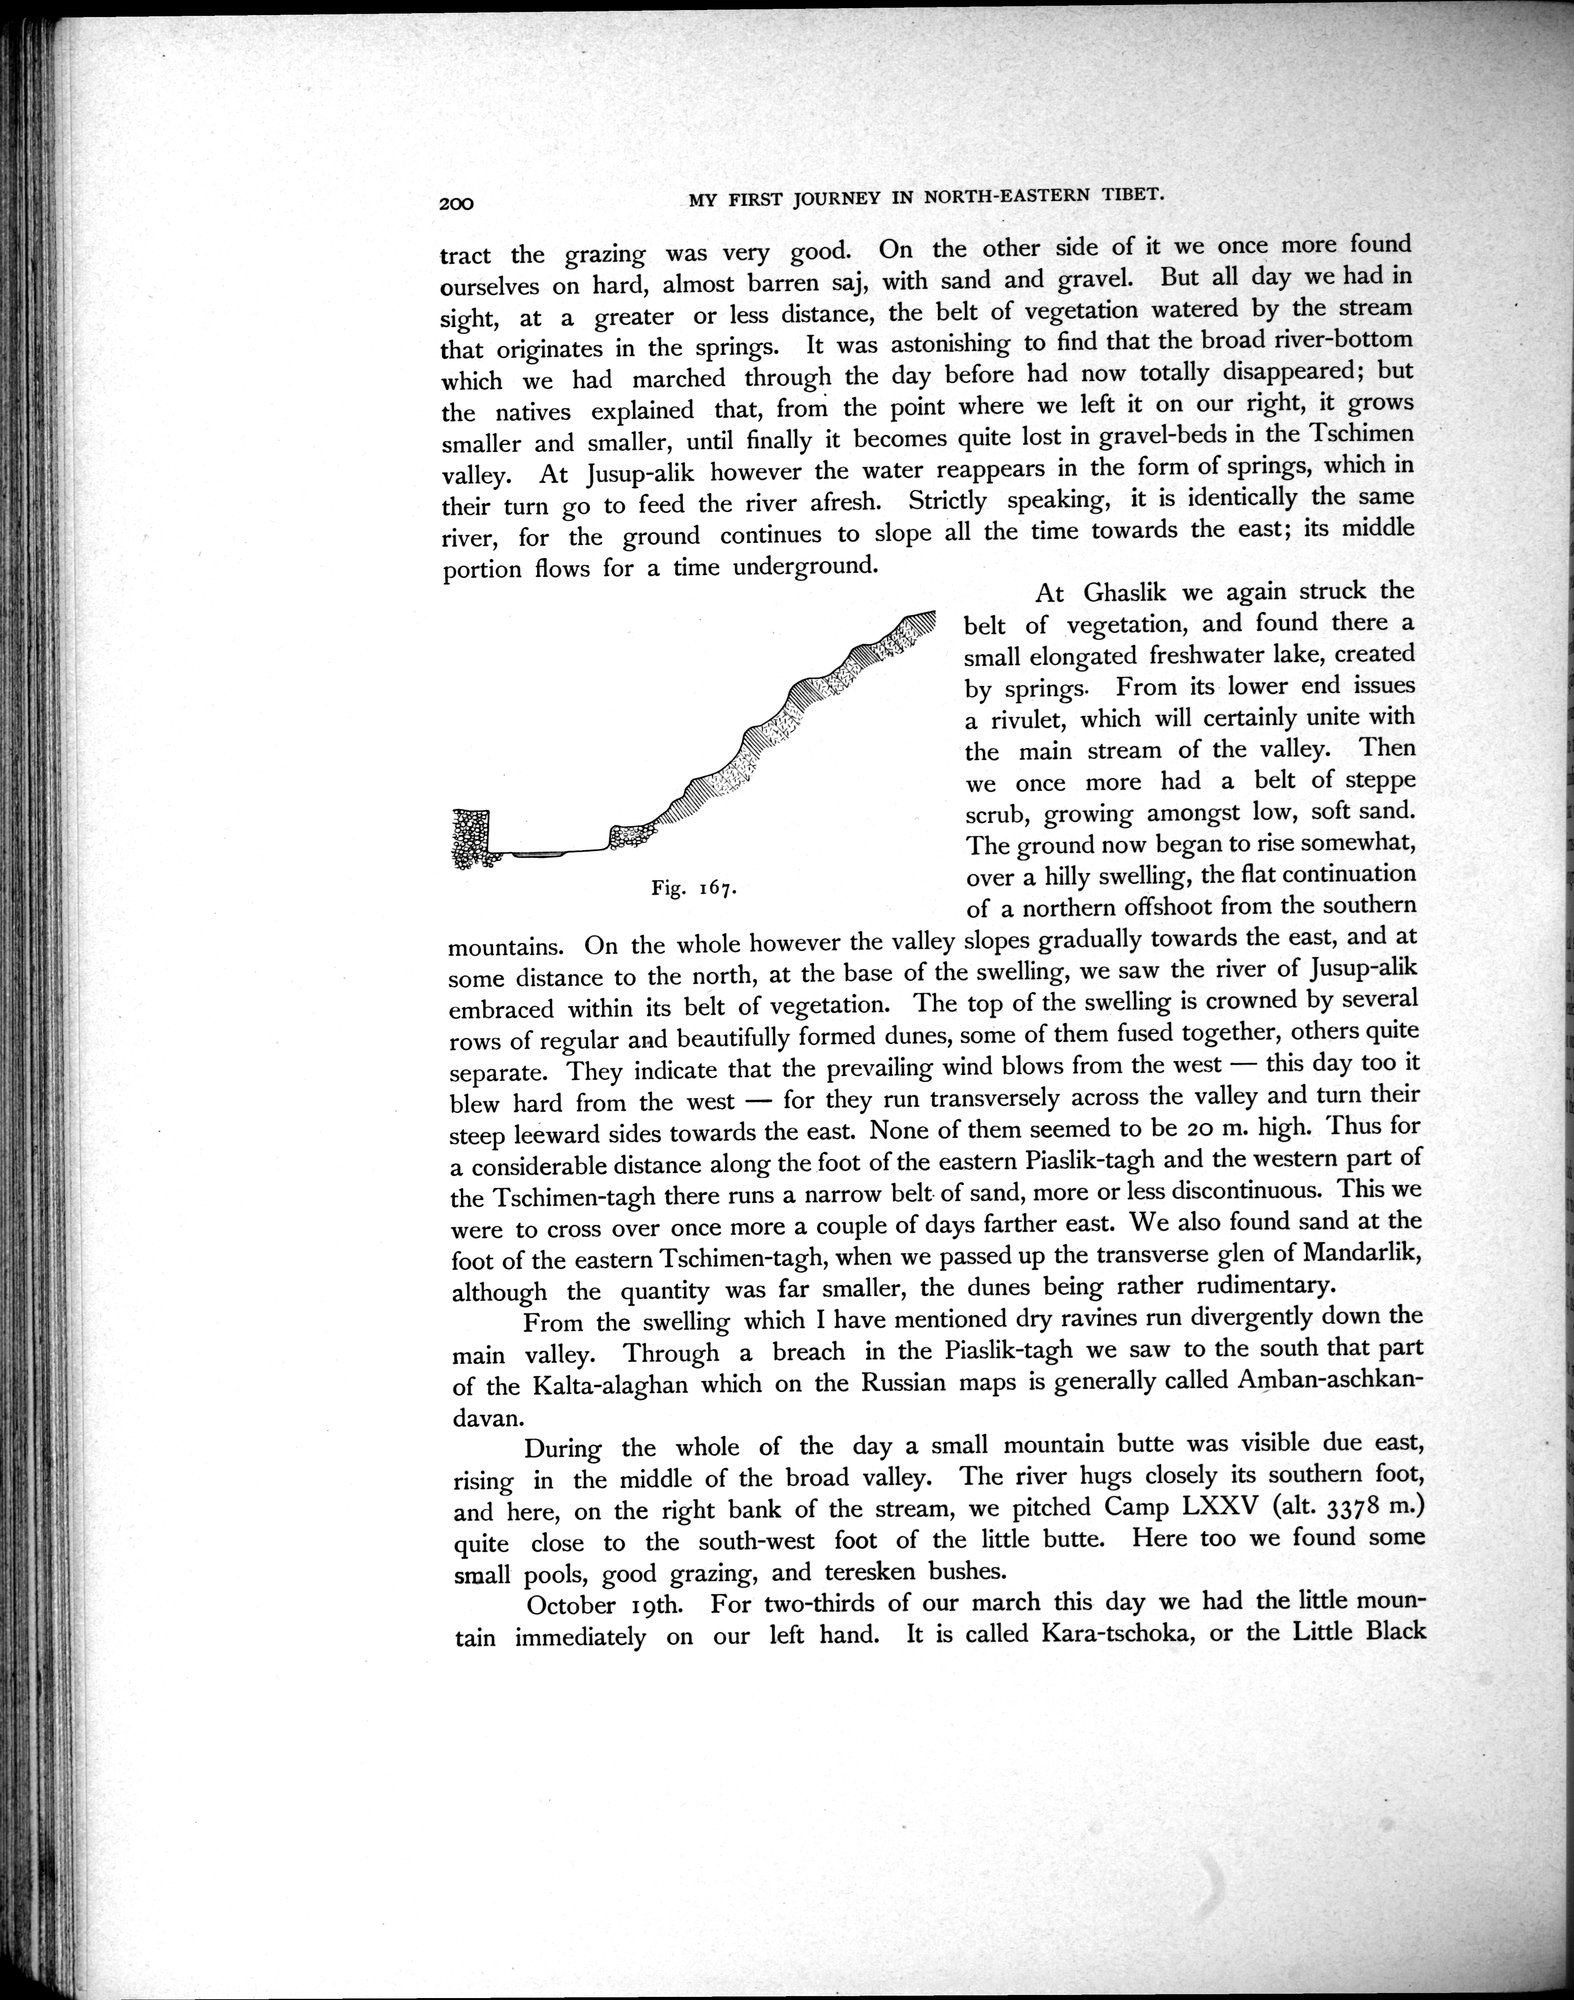 200
MY FIRST JOURNEY IN NORTH-EASTERN TIBET.
tract the grazing was very good. On the other side of it we once more found
ourselves on hard, almost barren saj, with sand and gravel. But all day we had in
sight, at a greater or less distance, the belt of vegetation watered by the stream
that originates in the springs. It was astonishing to find that the broad river-bottom
which we had marched through the day before had now totally disappeared; but
the natives explained that, from the point where we left it on our right, it grows
smaller and smaller, until finally it becomes quite lost in gravel-beds in the Tschimen
valley. At Jusup-alik however the water reappears in the form of springs, which in
their turn go to feed the river afresh. Strictly speaking, it is identically the same
river, for the ground continues to slope all the time towards the east; its middle
portion flows for a time underground.
At Ghaslik we again struck the
belt of vegetation, and found there a
small elongated freshwater lake, created
by springs. From its lower end issues
a rivulet, which will certainly unite with
the main stream of the valley. Then
we once more had a belt of steppe
scrub, growing amongst low, soft sand.
The ground now began to rise somewhat,
over a hilly swelling, the flat continuation
of a northern offshoot from the southern
Fig. 167.
mountains. On the whole however the valley slopes gradually towards the east, and at
some distance to the north, at the base of the swelling, we saw the river of Jusup-alik
embraced within its belt of vegetation. The top of the swelling is crowned by several
rows of regular and beautifully formed dunes, some of them fused together, others quite
separate. They indicate that the prevailing wind blows from the west — this day too it
blew hard from the west — for they run transversely across the valley and turn their
steep leeward sides towards the east. None of them seemed to be 20 m. high. Thus for
a considerable distance along the foot of the eastern Piaslik-tagh and the western part of
the Tschimen-tagh there runs a narrow belt of sand, more or less discontinuous. This we
were to cross over once more a couple of days farther east. We also found sand at the
foot of the eastern Tschimen-tagh, when we passed up the transverse glen of Mandarlik,
although the quantity was far smaller, the dunes being rather rudimentary.
From the swelling which I have mentioned dry ravines run divergently down the
main valley. Through a breach in the Piaslik-tagh we saw to the south that part
of the Kalta-alaghan which on the Russian maps is generally called Amban-aschkan-
davan.
During the whole of the day a small mountain butte was visible due east,
rising in the middle of the broad valley. The river hugs closely its southern foot,
and here, on the right bank of the stream, we pitched Camp LXXV (alt. 3378 m.)
quite close to the south-west foot of the little butte. Here too we found some
small pools, good grazing, and teresken bushes.
October 19th. For two-thirds of our march this day we had the little moun-
tain immediately on our left hand. It is called Kara-tschoka, or the Little Black